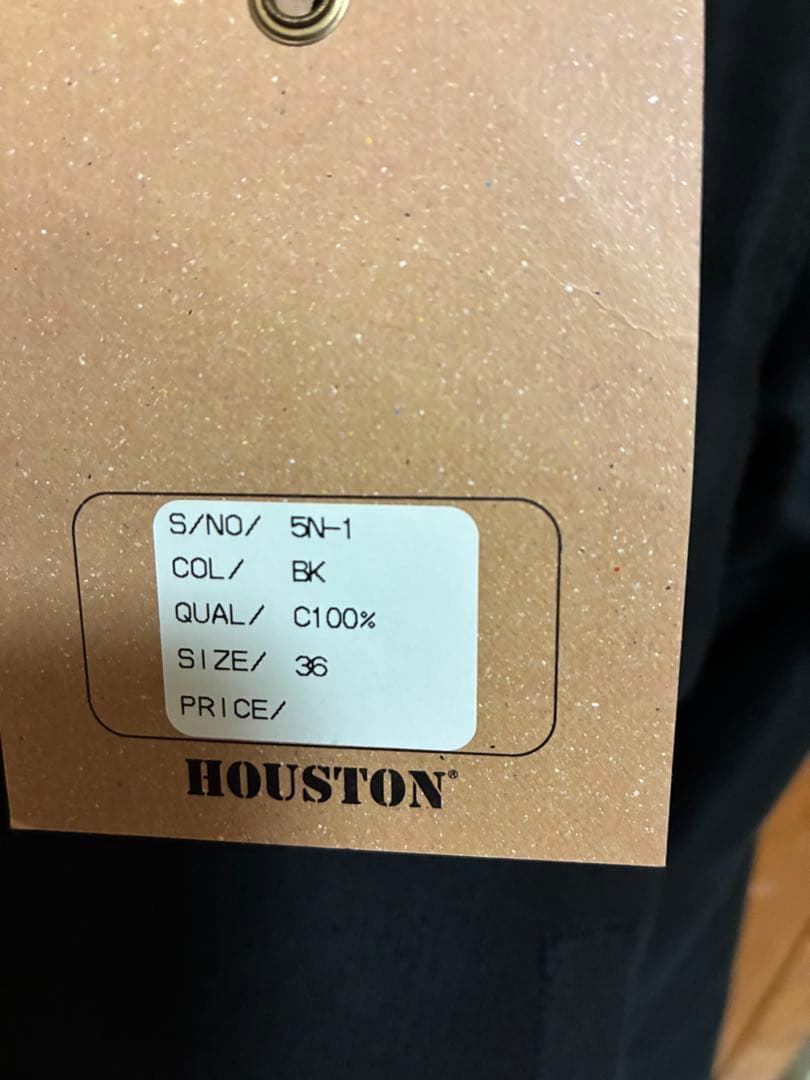 S/NO/ 5N-1
COL/ BK
QUAL/ C100%
SIZE/ 36
PRICE/
HOUSTON®